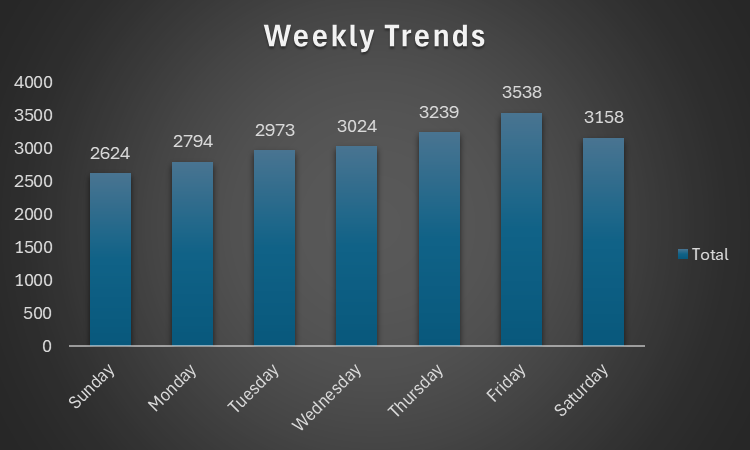 Weekly Trends
4000
3500
3000
2500
2000
1500
1000
500
0
2624
2794
2973
3024
3239
3538
3158
Sunday
Monday
Tuesday
Wednesday
Thursday
Friday
Saturday
Total